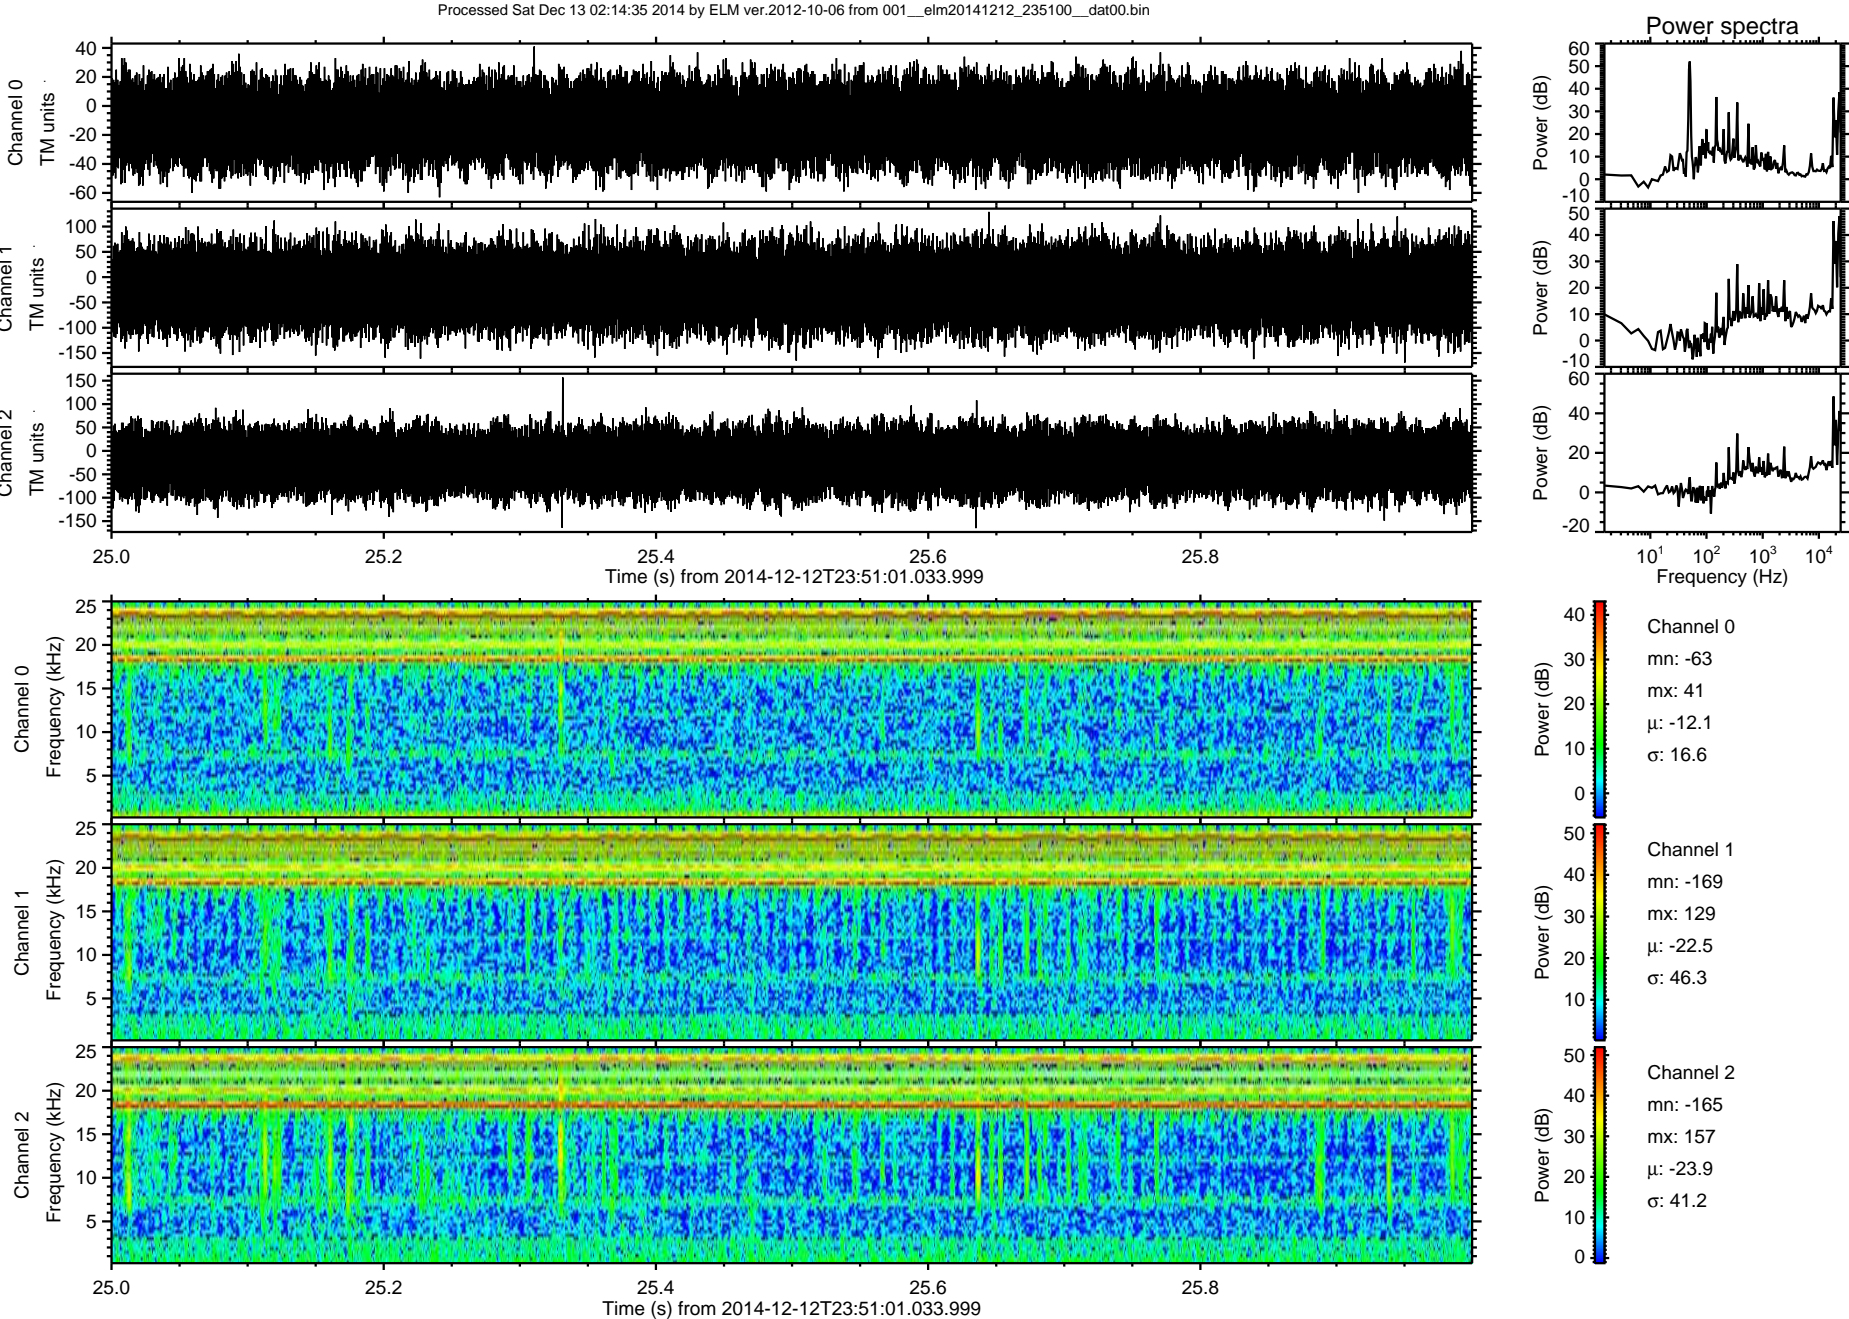 Processed Sat Dec 13 02:14:35 2014 by ELM ver.2012-10-06 from 001__elm20141212_235100__dat00.bin
Power spectra
Channel 0
TM units
40
20
0
-20
-40
-60
Power (dB)
60
50
40
30
20
10
0
-10
Channel 1
TM units
100
50
0
-50
-100
-150
Power (dB)
50
40
30
20
10
0
-10
Channel 2
TM units
150
100
50
0
-50
-100
-150
Power (dB)
60
40
20
0
-20
25.0 25.2 25.4 25.6 25.8
Time (s) from 2014-12-12T23:51:01.033.999
10¹ 10² 10³ 10⁴
Frequency (Hz)
Channel 0
Frequency (kHz)
25
20
15
10
5
Power (dB)
40
30
20
10
0
Channel 0
mn: -63
mx: 41
μ: -12.1
σ: 16.6
Channel 1
Frequency (kHz)
25
20
15
10
5
Power (dB)
50
40
30
20
10
Channel 1
mn: -169
mx: 129
μ: -22.5
σ: 46.3
Channel 2
Frequency (kHz)
25
20
15
10
5
Power (dB)
50
40
30
20
10
0
Channel 2
mn: -165
mx: 157
μ: -23.9
σ: 41.2
25.0 25.2 25.4 25.6 25.8
Time (s) from 2014-12-12T23:51:01.033.999